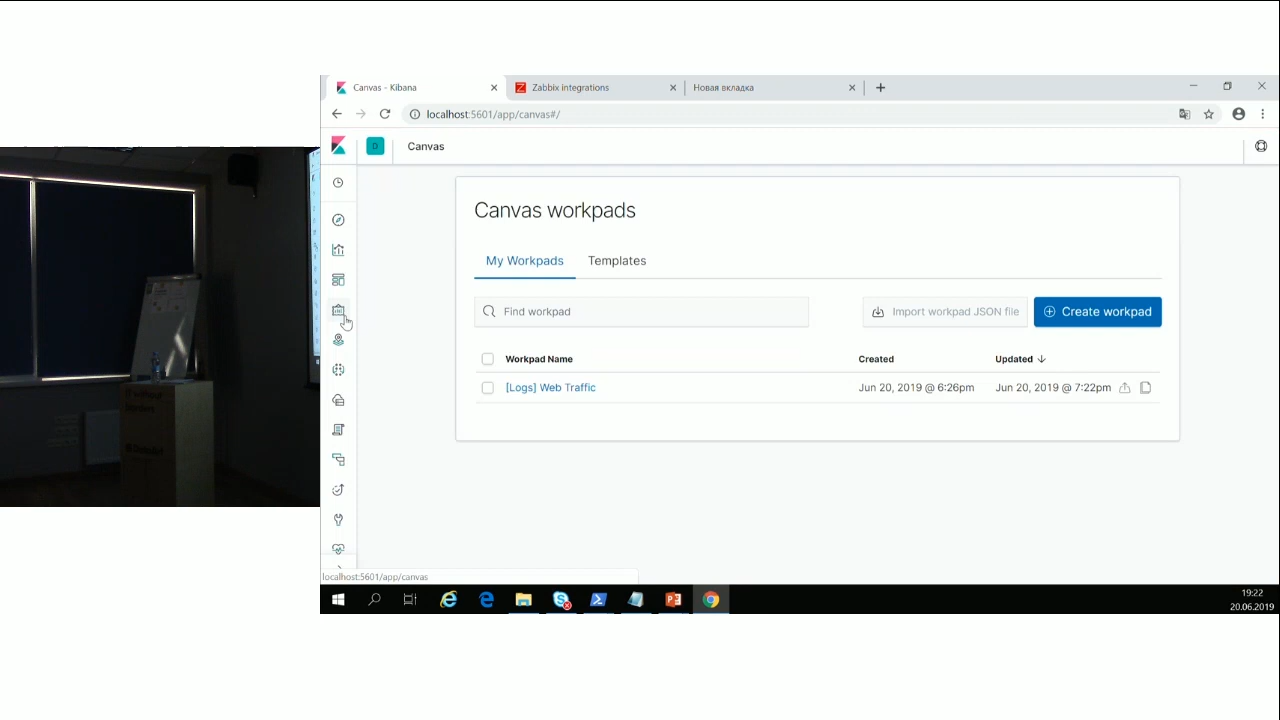 Canvas - Kibana
Zabbix integrations
Новая вкладка
localhost:5601/app/canvas#/
D
Canvas
Canvas workpads
My Workpads
Templates
Find workpad
Import workpad JSON file
Create workpad
Workpad Name
Created
Updated
[Logs] Web Traffic
Jun 20, 2019 @ 6:26pm
Jun 20, 2019 @ 7:22pm
localhost:5601/app/canvas
19:22
20.06.2019